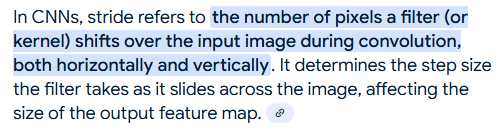 In CNNs, stride refers to the number of pixels a filter (or
kernel) shifts over the input image during convolution,
both horizontally and vertically. It determines the step size
the filter takes as it slides across the image, affecting the
size of the output feature map.